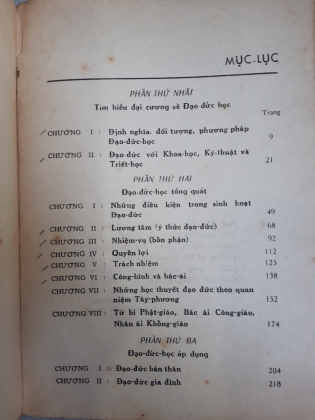 MỤC-LỤC
PHẦN THỨ NHẤT
Tìm hiểu đại cương về Đạo đức học
Trang
CHƯƠNG I : Định nghĩa, đối tượng, phương pháp
Đạo-đức-học 9
CHƯƠNG II : Đạo-đức với Khoa-học, Kỹ-thuật và
Triết-học 21
PHẦN THỨ HAI
Đạo-đức-học tổng quát
CHƯƠNG I : Những điều kiện trong sinh hoạt
Đạo-đức 49
CHƯƠNG II : Lương tâm (ý thức đạo-đức) 68
CHƯƠNG III : Nhiệm-vụ (bổn phận) 92
CHƯƠNG IV : Quyền lợi 112
CHƯƠNG V : Trách nhiệm 125
CHƯƠNG VI : Công-bình và bác-ái 138
CHƯƠNG VII : Những học thuyết đạo đức theo quan
niệm Tây-phương 152
CHƯƠNG VIII : Từ bi Phật-giáo, Bác ái Công-giáo,
Nhân ái Khổng-giáo 174
PHẦN THỨ BA
Đạo-đức-học áp dụng
CHƯƠNG I : Đạo-đức bản thân 204
CHƯƠNG II : Đạo-đức gia đình 218